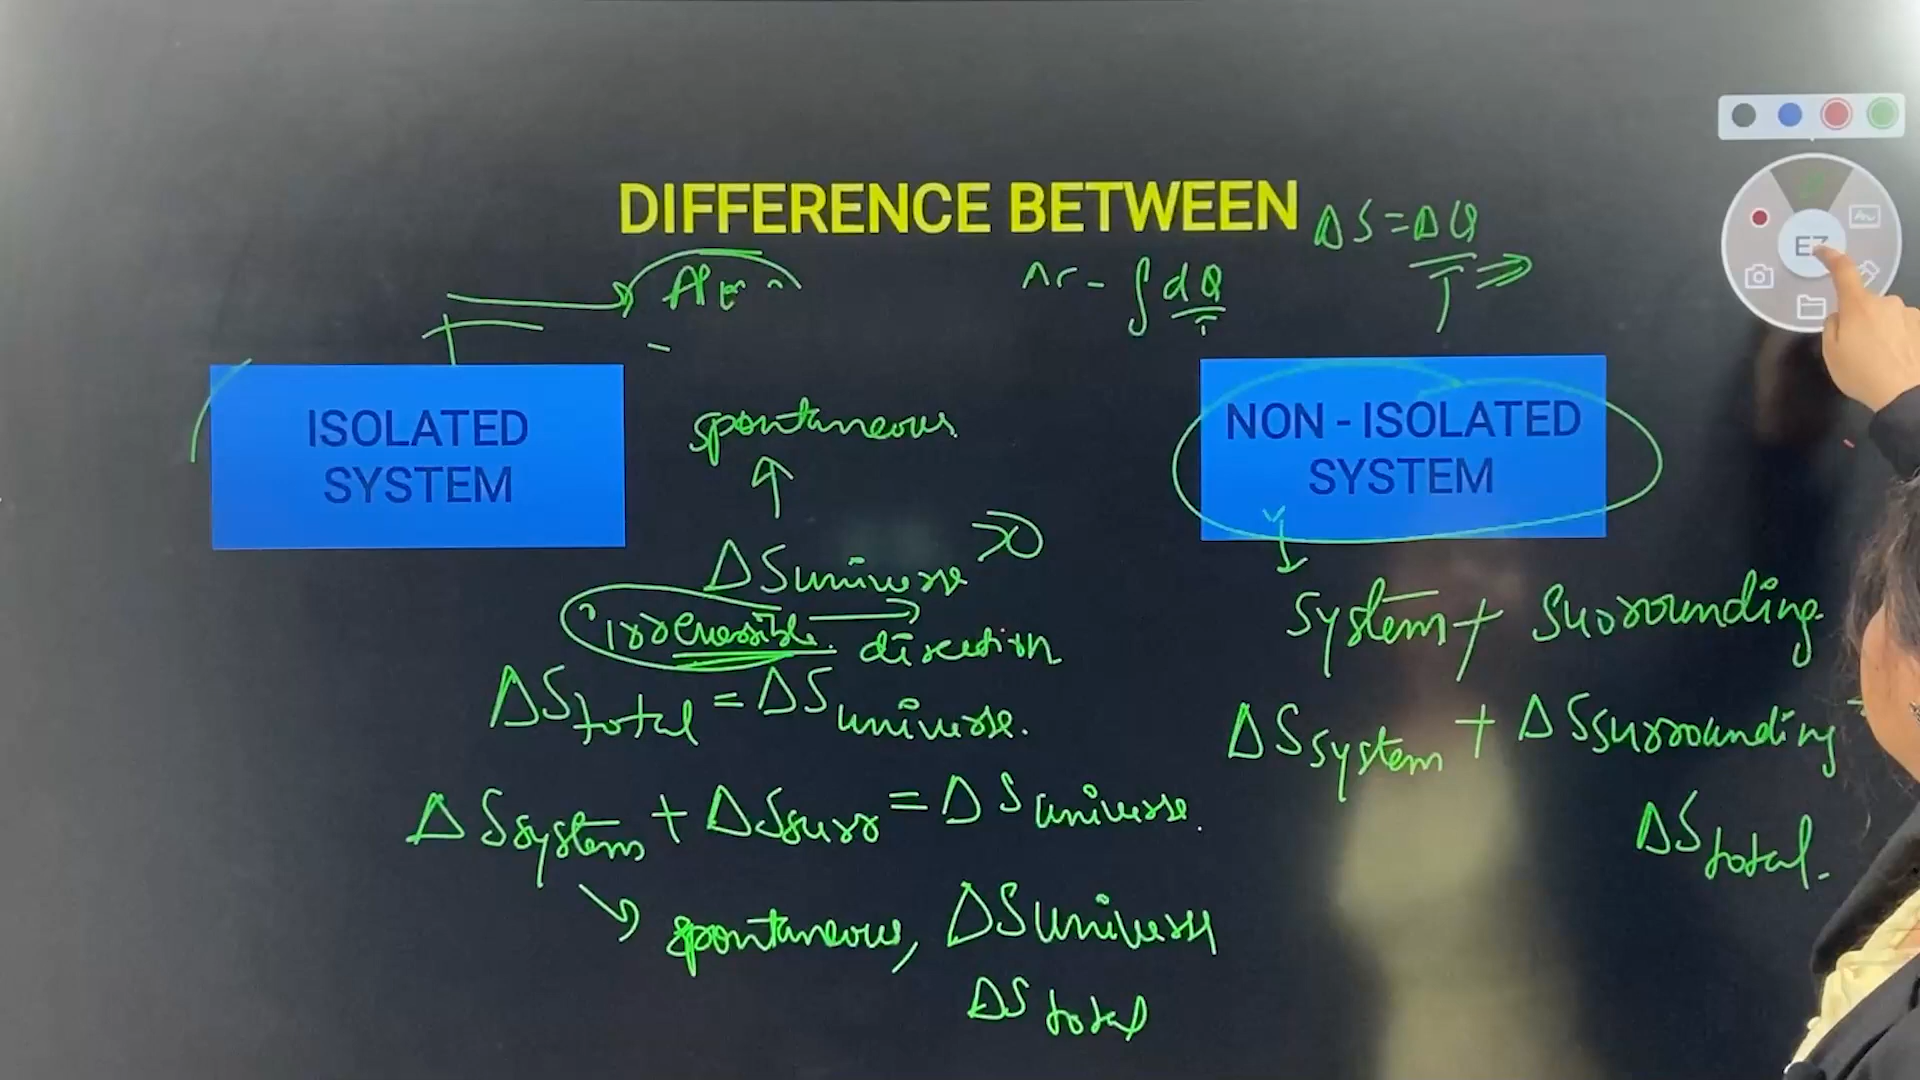 DIFFERENCE BETWEEN
ΔS = ΔQ / T
∫ dQ / T
ISOLATED
SYSTEM
NON - ISOLATED
SYSTEM
spontaneous
ΔS universe >0
irreversible. direction
ΔS total = ΔS universe.
ΔS system + ΔS surr = ΔS universe.
spontaneous, ΔS universe
ΔS total
System + Surrounding
ΔS system + ΔS surrounding
ΔS total.